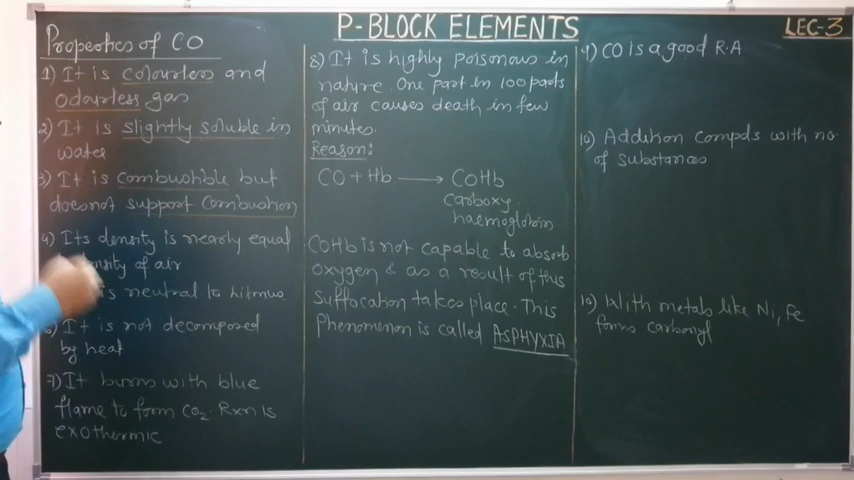 P-BLOCK ELEMENTS
LEC-3
Properties of CO
1) It is colourless and
odourless gas
2) It is slightly soluble in
water
3) It is combustible but
doesnot support combustion
4) Its density is nearly equal
density of air
is neutral to litmus
6) It is not decomposed
by heat
7) It burns with blue
flame to form CO2. Rxn is
exothermic
8) It is highly poisonous in
nature. One part in 100 parts
of air causes death in few
minutes.
Reason:
CO + Hb ⟶ COHb
carboxy
haemoglobin
COHb is not capable to absorb
oxygen & as a result of this
suffocation takes place. This
Phenomenon is called ASPHYXIA
9) CO is a good R.A
10) Addition compds with no.
of substances
10) With metals like Ni, Fe
forms carbonyl